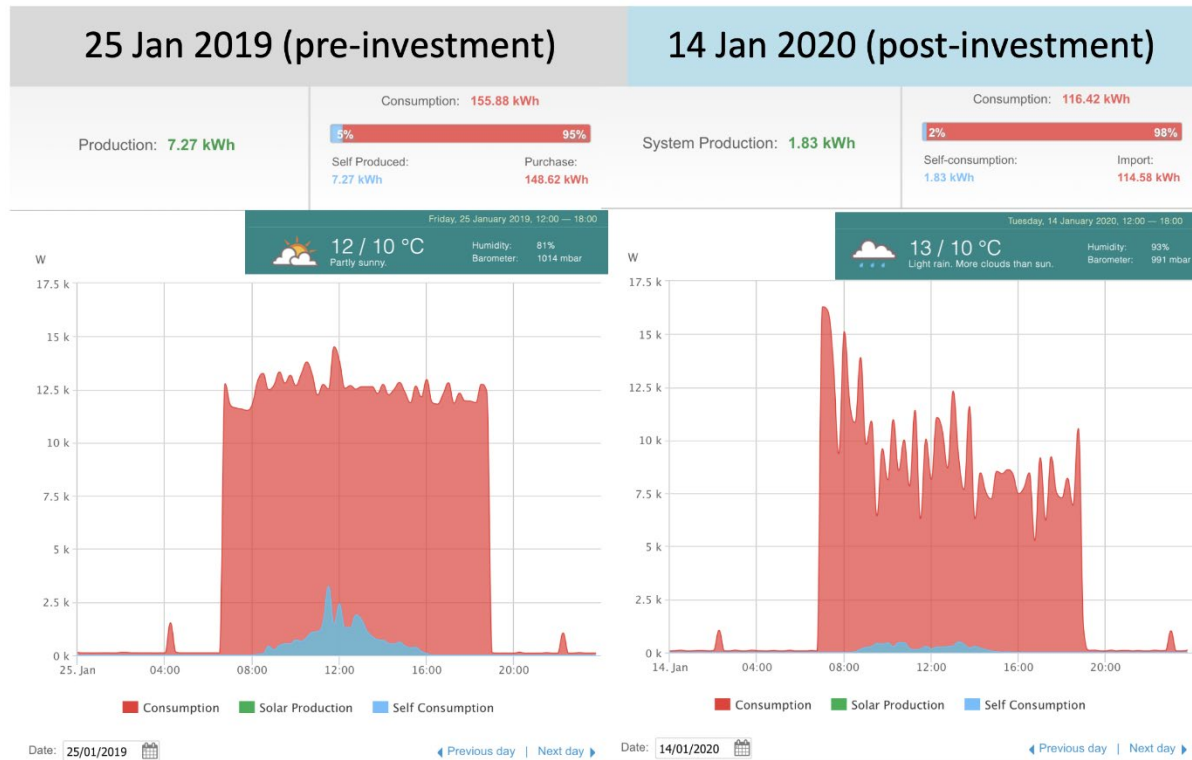 25 Jan 2019 (pre-investment)
Production: 7.27 kWh
Consumption: 155.88 kWh
5% 95%
Self Produced: Purchase:
7.27 kWh 148.62 kWh
Friday, 25 January 2019, 12:00 — 18:00
12 / 10 °C
Partly sunny.
Humidity: 81%
Barometer: 1014 mbar
W
17.5 k
15 k
12.5 k
10 k
7.5 k
5 k
2.5 k
0 k
25. Jan 04:00 08:00 12:00 16:00 20:00
Consumption Solar Production Self Consumption
Date: 25/01/2019 Previous day | Next day
14 Jan 2020 (post-investment)
System Production: 1.83 kWh
Consumption: 116.42 kWh
2% 98%
Self-consumption: Import:
1.83 kWh 114.58 kWh
Tuesday, 14 January 2020, 12:00 — 18:00
13 / 10 °C
Light rain. More clouds than sun.
Humidity: 93%
Barometer: 991 mbar
W
17.5 k
15 k
12.5 k
10 k
7.5 k
5 k
2.5 k
0 k
14. Jan 04:00 08:00 12:00 16:00 20:00
Consumption Solar Production Self Consumption
Date: 14/01/2020 Previous day | Next day